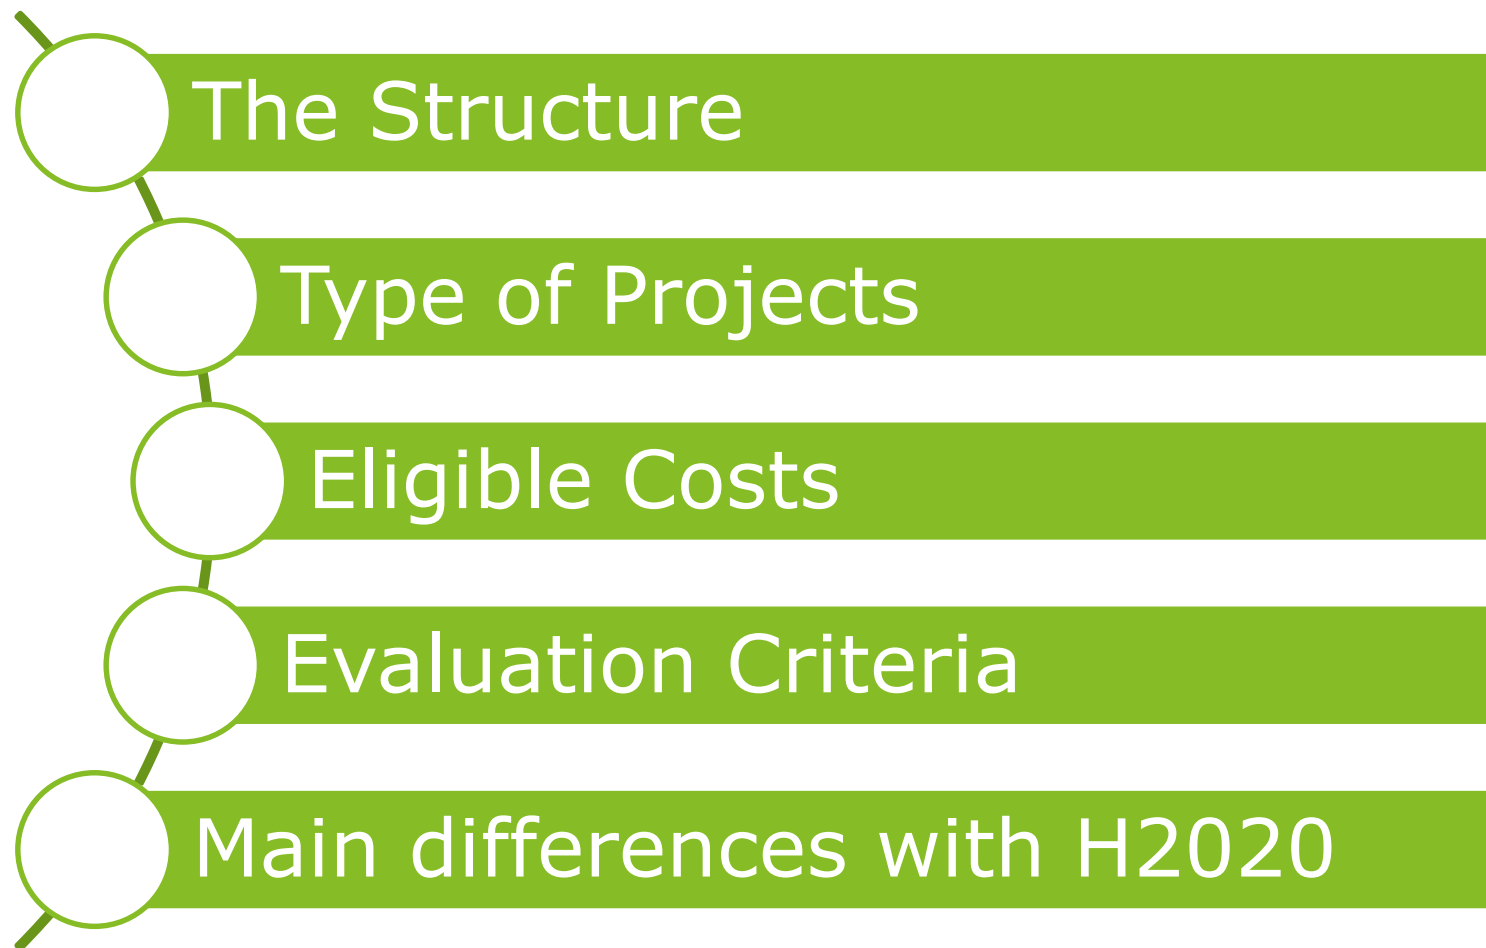 The Structure
Type of Projects
Eligible Costs
Evaluation Criteria
Main differences with H2020